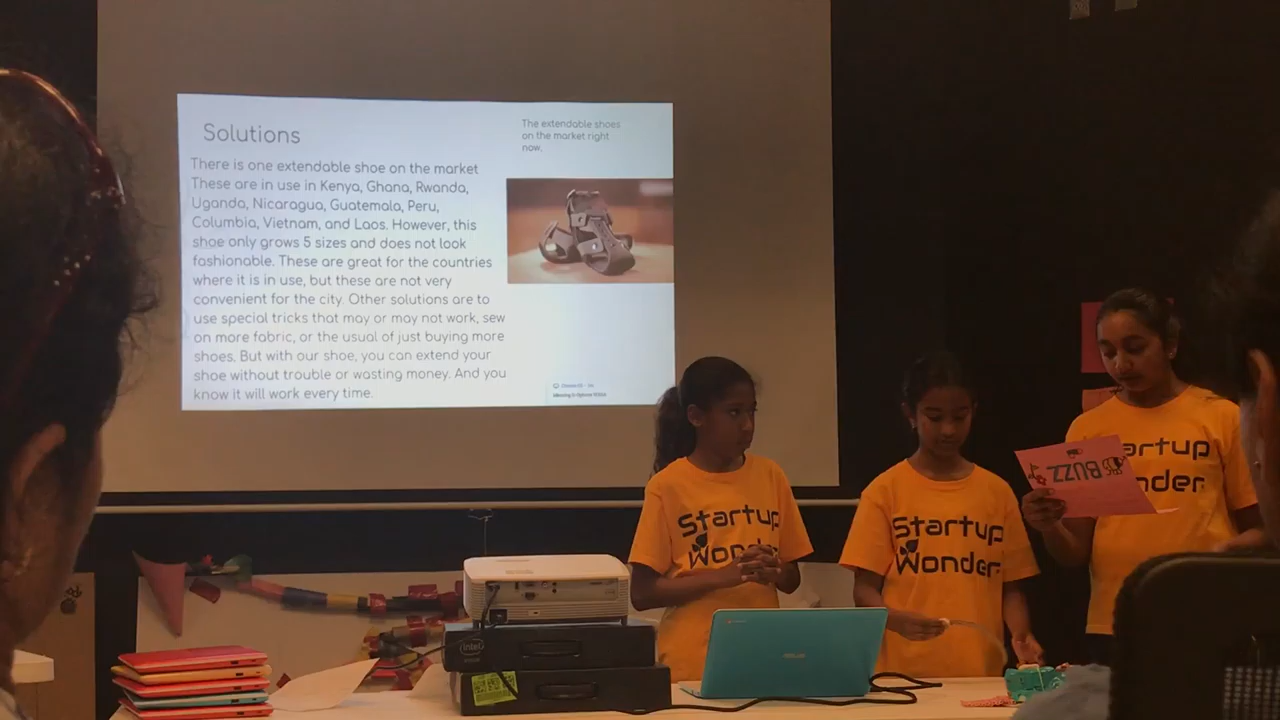 Solutions
There is one extendable shoe on the market
These are in use in Kenya, Ghana, Rwanda,
Uganda, Nicaragua, Guatemala, Peru,
Columbia, Vietnam, and Laos. However, this
shoe only grows 5 sizes and does not look
fashionable. These are great for the countries
where it is in use, but these are not very
convenient for the city. Other solutions are to
use special tricks that may or may not work, sew
on more fabric, or the usual of just buying more
shoes. But with our shoe, you can extend your
shoe without trouble or wasting money. And you
know it will work every time.
The extendable shoes
on the market right
now.
Startup
Wonder
Startup
Wonder
artup
nder
BUZZ
intel
ASUS